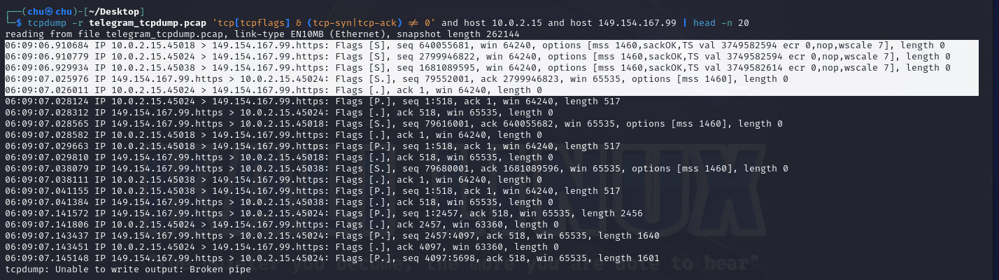 ┌──(chu㉿chu)-[~/Desktop]
└─$ tcpdump -r telegram_tcpdump.pcap 'tcp[tcpflags] & (tcp-syn|tcp-ack) != 0' and host 10.0.2.15 and host 149.154.167.99 | head -n 20
reading from file telegram_tcpdump.pcap, link-type EN10MB (Ethernet), snapshot length 262144
06:09:06.910684 IP 10.0.2.15.45018 > 149.154.167.99.https: Flags [S], seq 640055681, win 64240, options [mss 1460,sackOK,TS val 3749582594 ecr 0,nop,wscale 7], length 0
06:09:06.910779 IP 10.0.2.15.45024 > 149.154.167.99.https: Flags [S], seq 2799946822, win 64240, options [mss 1460,sackOK,TS val 3749582594 ecr 0,nop,wscale 7], length 0
06:09:06.929934 IP 10.0.2.15.45038 > 149.154.167.99.https: Flags [S], seq 1681089595, win 64240, options [mss 1460,sackOK,TS val 3749582614 ecr 0,nop,wscale 7], length 0
06:09:07.025976 IP 149.154.167.99.https > 10.0.2.15.45024: Flags [S.], seq 79552001, ack 2799946823, win 65535, options [mss 1460], length 0
06:09:07.026011 IP 10.0.2.15.45024 > 149.154.167.99.https: Flags [.], ack 1, win 64240, length 0
06:09:07.028124 IP 10.0.2.15.45024 > 149.154.167.99.https: Flags [P.], seq 1:518, ack 1, win 64240, length 517
06:09:07.028312 IP 149.154.167.99.https > 10.0.2.15.45024: Flags [.], ack 518, win 65535, length 0
06:09:07.028565 IP 149.154.167.99.https > 10.0.2.15.45018: Flags [S.], seq 79616001, ack 640055682, win 65535, options [mss 1460], length 0
06:09:07.028582 IP 10.0.2.15.45018 > 149.154.167.99.https: Flags [.], ack 1, win 64240, length 0
06:09:07.029663 IP 10.0.2.15.45018 > 149.154.167.99.https: Flags [P.], seq 1:518, ack 1, win 64240, length 517
06:09:07.029810 IP 149.154.167.99.https > 10.0.2.15.45018: Flags [.], ack 518, win 65535, length 0
06:09:07.038079 IP 149.154.167.99.https > 10.0.2.15.45038: Flags [S.], seq 79680001, ack 1681089596, win 65535, options [mss 1460], length 0
06:09:07.038111 IP 10.0.2.15.45038 > 149.154.167.99.https: Flags [.], ack 1, win 64240, length 0
06:09:07.041155 IP 10.0.2.15.45038 > 149.154.167.99.https: Flags [P.], seq 1:518, ack 1, win 64240, length 517
06:09:07.041384 IP 149.154.167.99.https > 10.0.2.15.45038: Flags [.], ack 518, win 65535, length 0
06:09:07.141572 IP 149.154.167.99.https > 10.0.2.15.45024: Flags [P.], seq 1:2457, ack 518, win 65535, length 2456
06:09:07.141806 IP 10.0.2.15.45024 > 149.154.167.99.https: Flags [.], ack 2457, win 63360, length 0
06:09:07.143437 IP 149.154.167.99.https > 10.0.2.15.45024: Flags [P.], seq 2457:4097, ack 518, win 65535, length 1640
06:09:07.143451 IP 10.0.2.15.45024 > 149.154.167.99.https: Flags [.], ack 4097, win 63360, length 0
06:09:07.145148 IP 149.154.167.99.https > 10.0.2.15.45024: Flags [P.], seq 4097:5698, ack 518, win 65535, length 1601
tcpdump: Unable to write output: Broken pipe
LINUX
you become, the more you are able to hear"